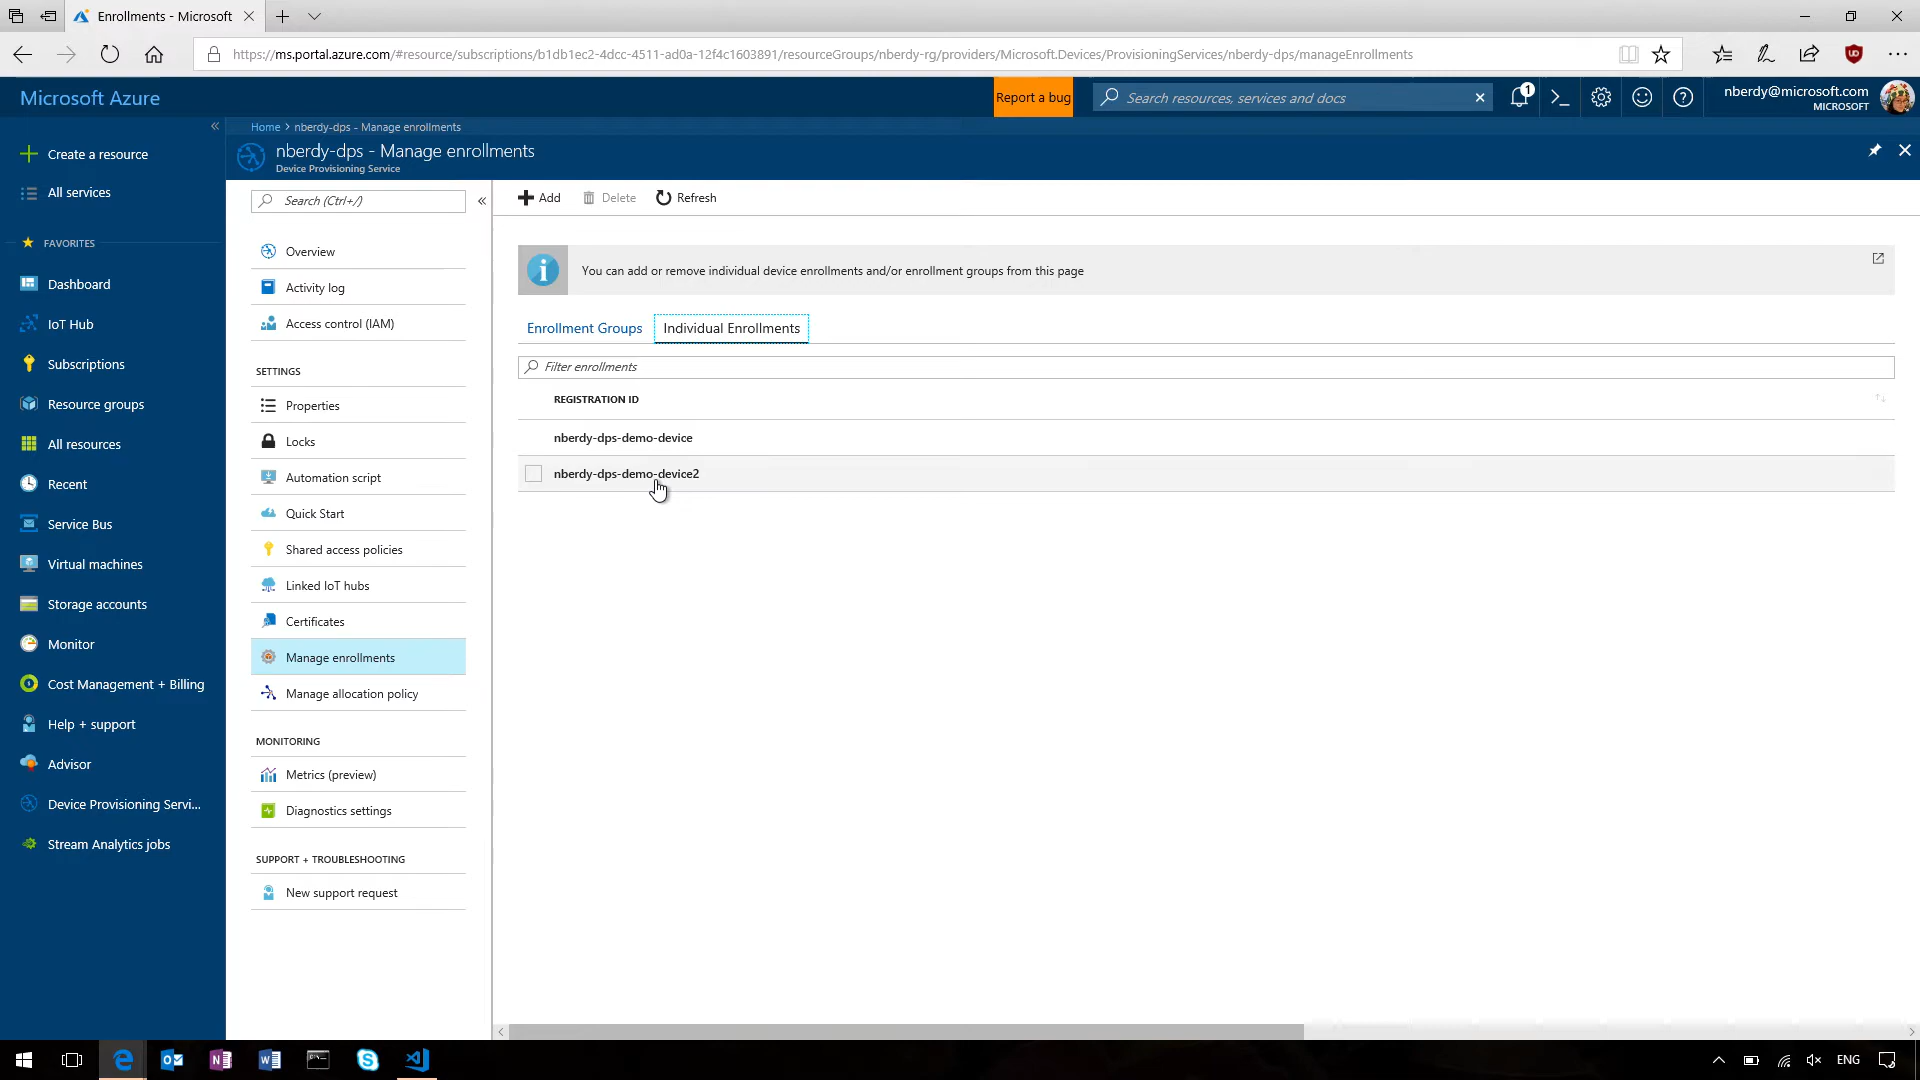 Enrollments - Microsoft
https://ms.portal.azure.com/#resource/subscriptions/b1db1ec2-4dcc-4511-ad0a-12f4c1603891/resourceGroups/nberdy-rg/providers/Microsoft.Devices/ProvisioningServices/nberdy-dps/manageEnrollments
Microsoft Azure
Report a bug
Search resources, services and docs
1
nberdy@microsoft.com
MICROSOFT
Home > nberdy-dps - Manage enrollments
nberdy-dps - Manage enrollments
Device Provisioning Service
Create a resource
All services
FAVORITES
Dashboard
IoT Hub
Subscriptions
Resource groups
All resources
Recent
Service Bus
Virtual machines
Storage accounts
Monitor
Cost Management + Billing
Help + support
Advisor
Device Provisioning Servi...
Stream Analytics jobs
Search (Ctrl+/)
Overview
Activity log
Access control (IAM)
SETTINGS
Properties
Locks
Automation script
Quick Start
Shared access policies
Linked IoT hubs
Certificates
Manage enrollments
Manage allocation policy
MONITORING
Metrics (preview)
Diagnostics settings
SUPPORT + TROUBLESHOOTING
New support request
Add Delete Refresh
You can add or remove individual device enrollments and/or enrollment groups from this page
Enrollment Groups Individual Enrollments
Filter enrollments
REGISTRATION ID
nberdy-dps-demo-device
nberdy-dps-demo-device2
ENG